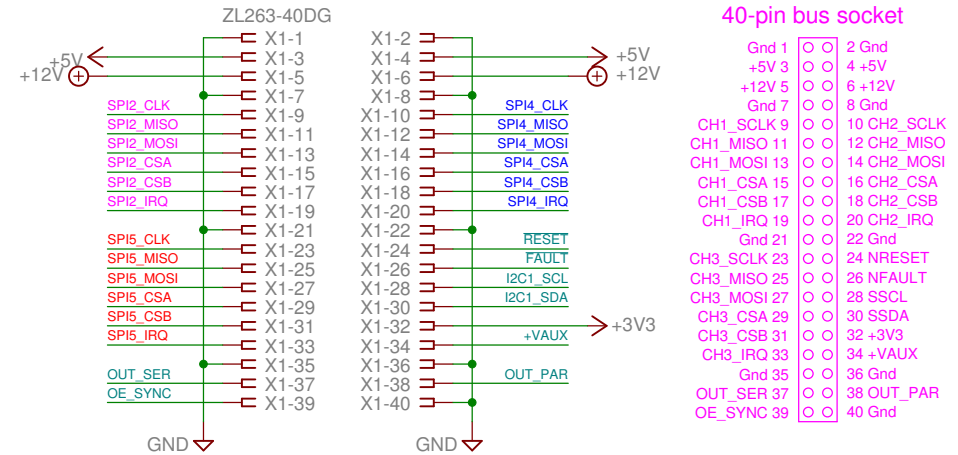 ZL263-40DG
40-pin bus socket
X1-1 X1-2
+5V X1-3 X1-4 +5V
+12V X1-5 X1-6 +12V
X1-7 X1-8
SPI2_CLK X1-9 X1-10 SPI4_CLK
SPI2_MISO X1-11 X1-12 SPI4_MISO
SPI2_MOSI X1-13 X1-14 SPI4_MOSI
SPI2_CSA X1-15 X1-16 SPI4_CSA
SPI2_CSB X1-17 X1-18 SPI4_CSB
SPI2_IRQ X1-19 X1-20 SPI4_IRQ
X1-21 X1-22
SPI5_CLK X1-23 X1-24 RESET
SPI5_MISO X1-25 X1-26 FAULT
SPI5_MOSI X1-27 X1-28 I2C1_SCL
SPI5_CSA X1-29 X1-30 I2C1_SDA
SPI5_CSB X1-31 X1-32 +3V3
SPI5_IRQ X1-33 X1-34 +VAUX
X1-35 X1-36
OUT_SER X1-37 X1-38 OUT_PAR
OE_SYNC X1-39 X1-40
GND GND
Gnd 1 2 Gnd
+5V 3 4 +5V
+12V 5 6 +12V
Gnd 7 8 Gnd
CH1_SCLK 9 10 CH2_SCLK
CH1_MISO 11 12 CH2_MISO
CH1_MOSI 13 14 CH2_MOSI
CH1_CSA 15 16 CH2_CSA
CH1_CSB 17 18 CH2_CSB
CH1_IRQ 19 20 CH2_IRQ
Gnd 21 22 Gnd
CH3_SCLK 23 24 NRESET
CH3_MISO 25 26 NFAULT
CH3_MOSI 27 28 SSCL
CH3_CSA 29 30 SSDA
CH3_CSB 31 32 +3V3
CH3_IRQ 33 34 +VAUX
Gnd 35 36 Gnd
OUT_SER 37 38 OUT_PAR
OE_SYNC 39 40 Gnd